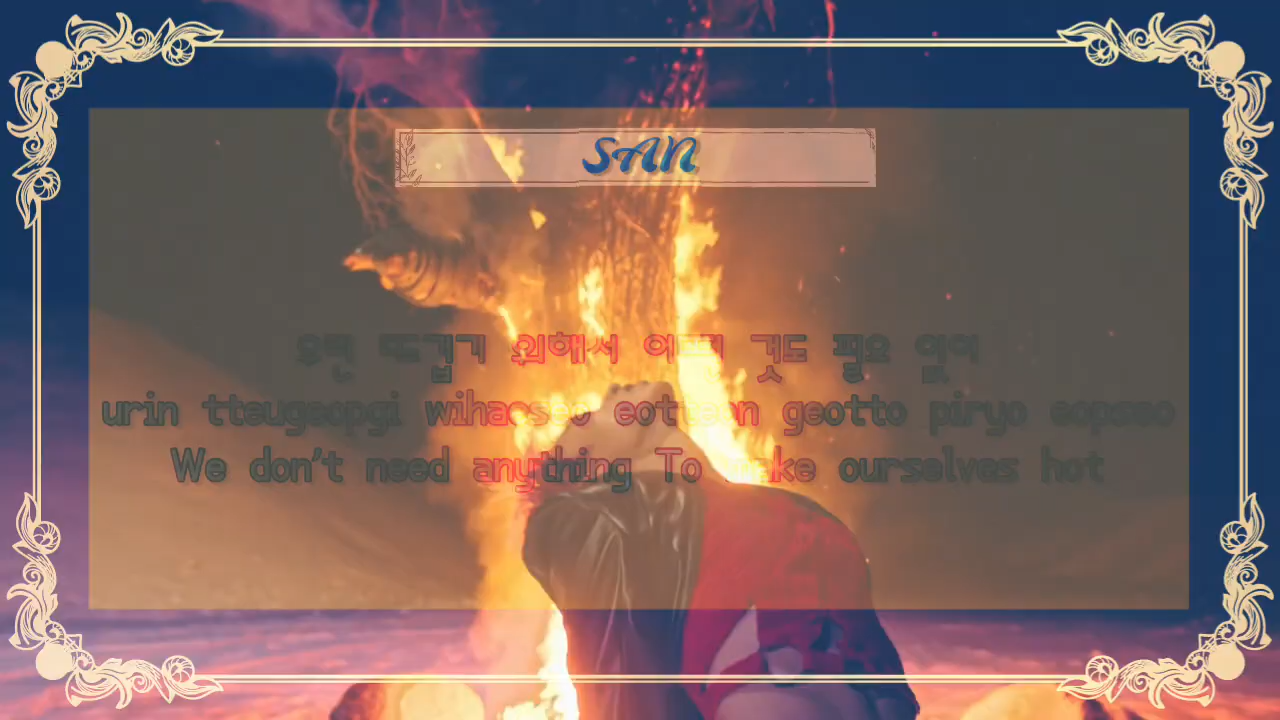 SAN
우린 뜨겁기 위해서 어떤 것도 필요 없어
urin tteugeopgi wihaeseo eotteon geotto piryo eopseo
We don't need anything To make ourselves hot